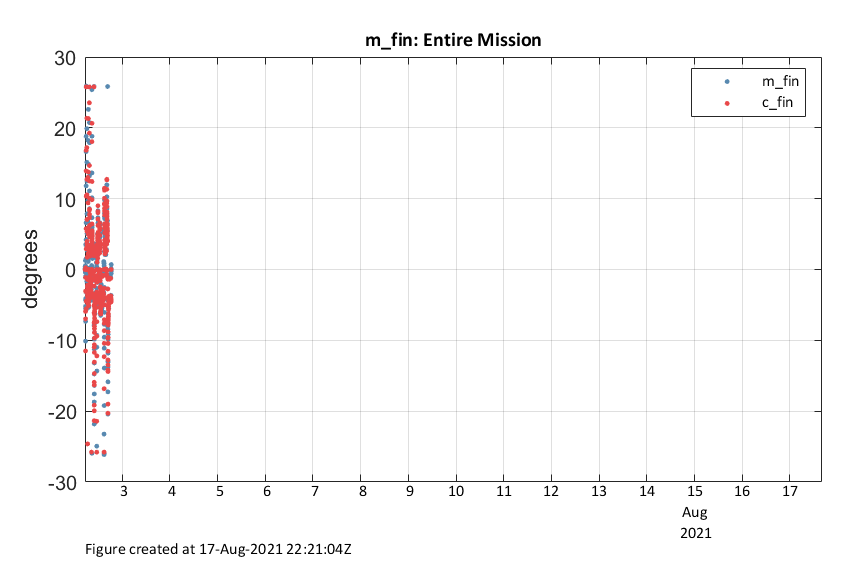 m_fin: Entire Mission
m_fin
c_fin
degrees
30
20
10
0
-10
-20
-30
3 4 5 6 7 8 9 10 11 12 13 14 15 16 17
Aug
2021
Figure created at 17-Aug-2021 22:21:04Z